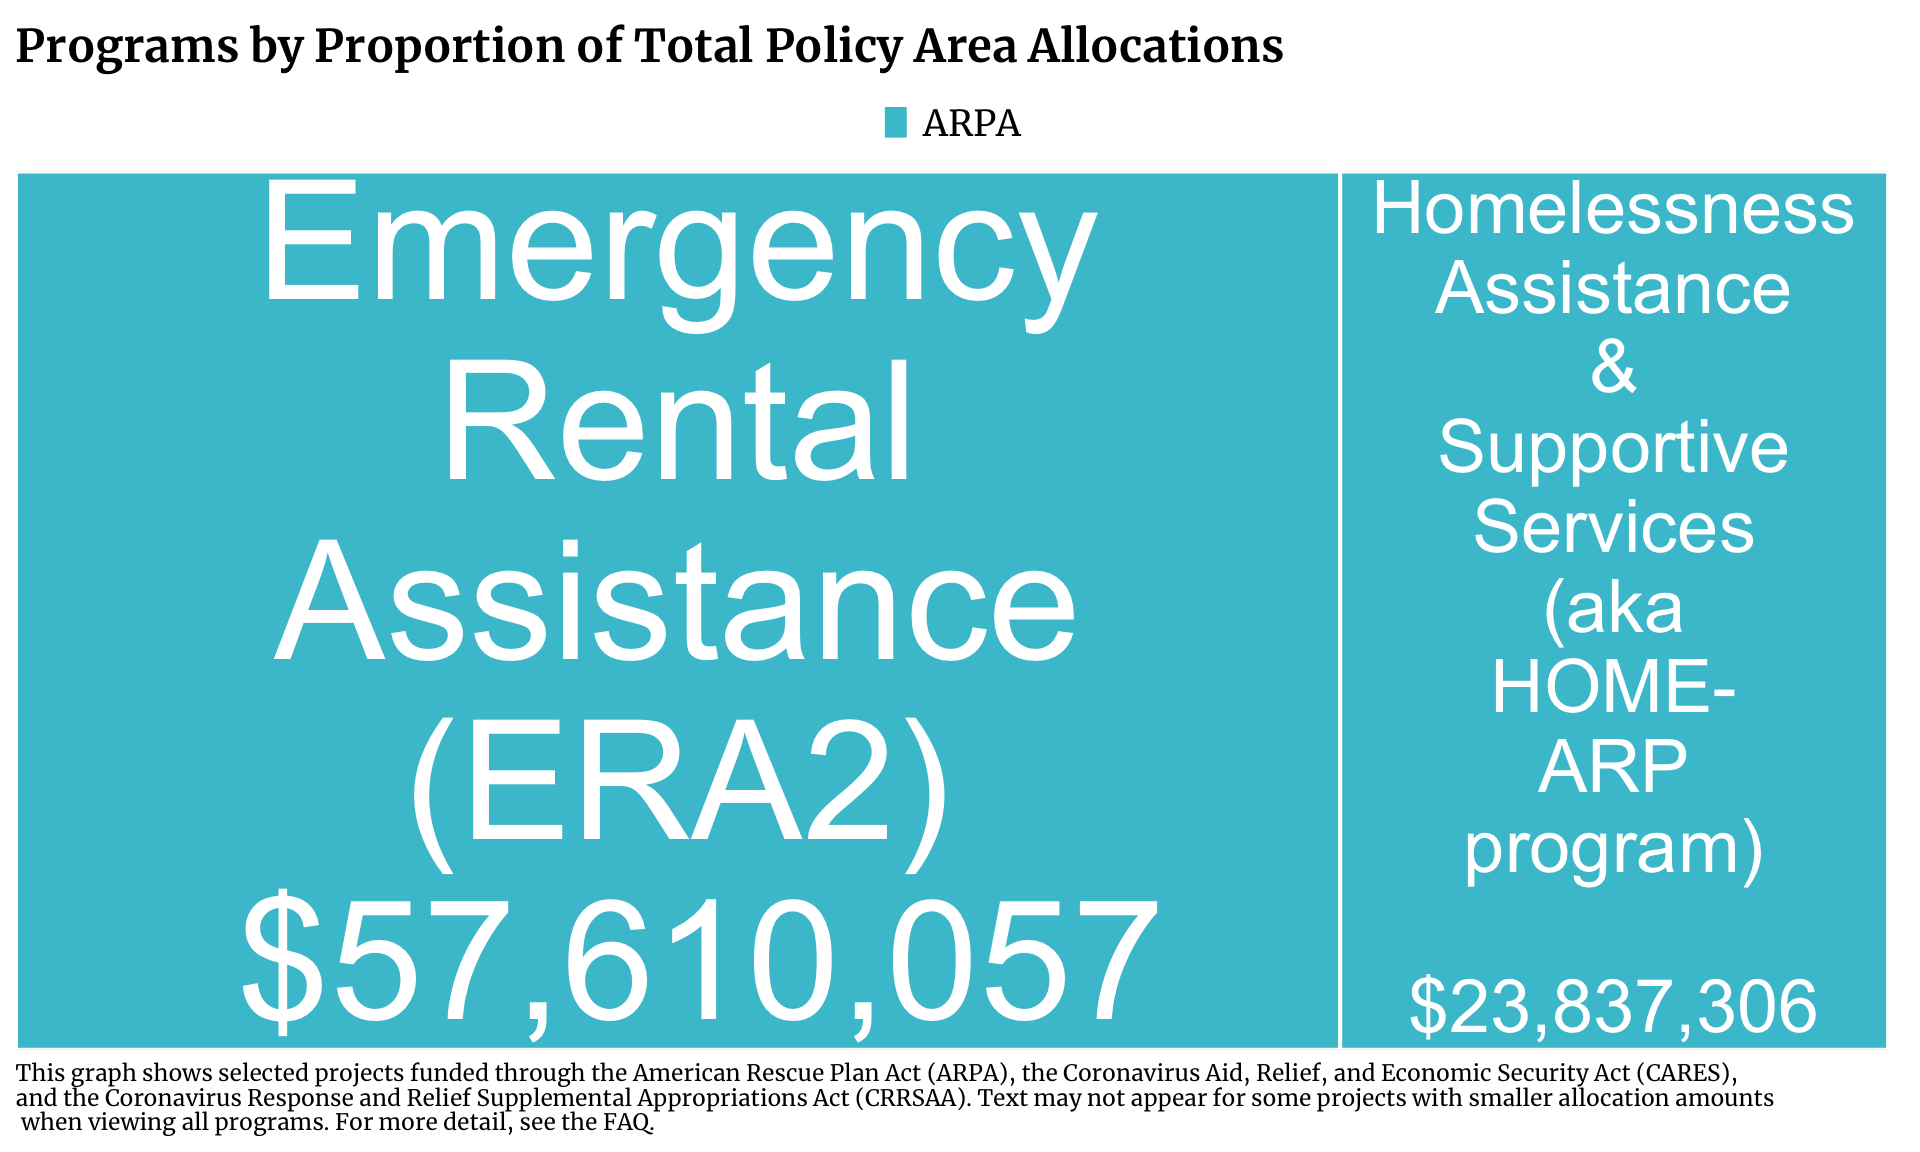 Programs by Proportion of Total Policy Area Allocations
ARPA
Emergency
Rental
Assistance
(ERA2)
$57,610,057
Homelessness
Assistance
&
Supportive
Services
(aka
HOME-
ARP
program)
$23,837,306
This graph shows selected projects funded through the American Rescue Plan Act (ARPA), the Coronavirus Aid, Relief, and Economic Security Act (CARES),
and the Coronavirus Response and Relief Supplemental Appropriations Act (CRRSAA). Text may not appear for some projects with smaller allocation amounts
when viewing all programs. For more detail, see the FAQ.